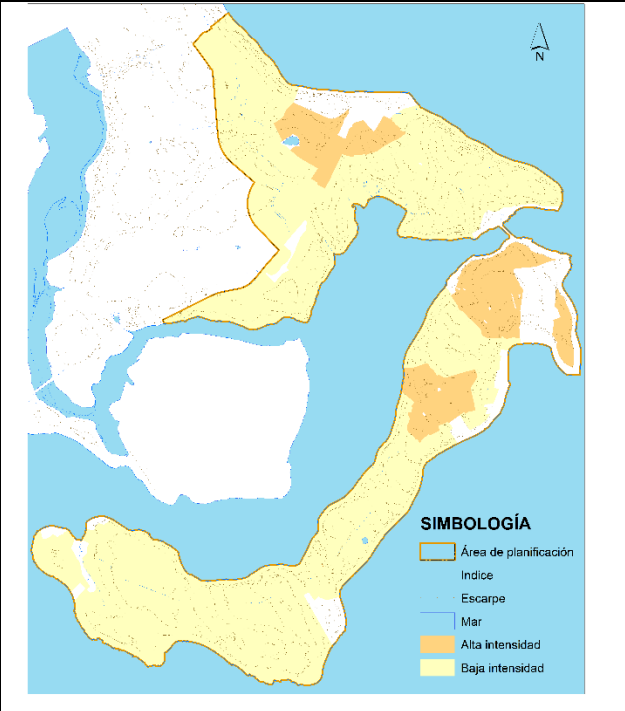 N
SIMBOLOGÍA
Área de planificación
Indice
Escarpe
Mar
Alta intensidad
Baja intensidad